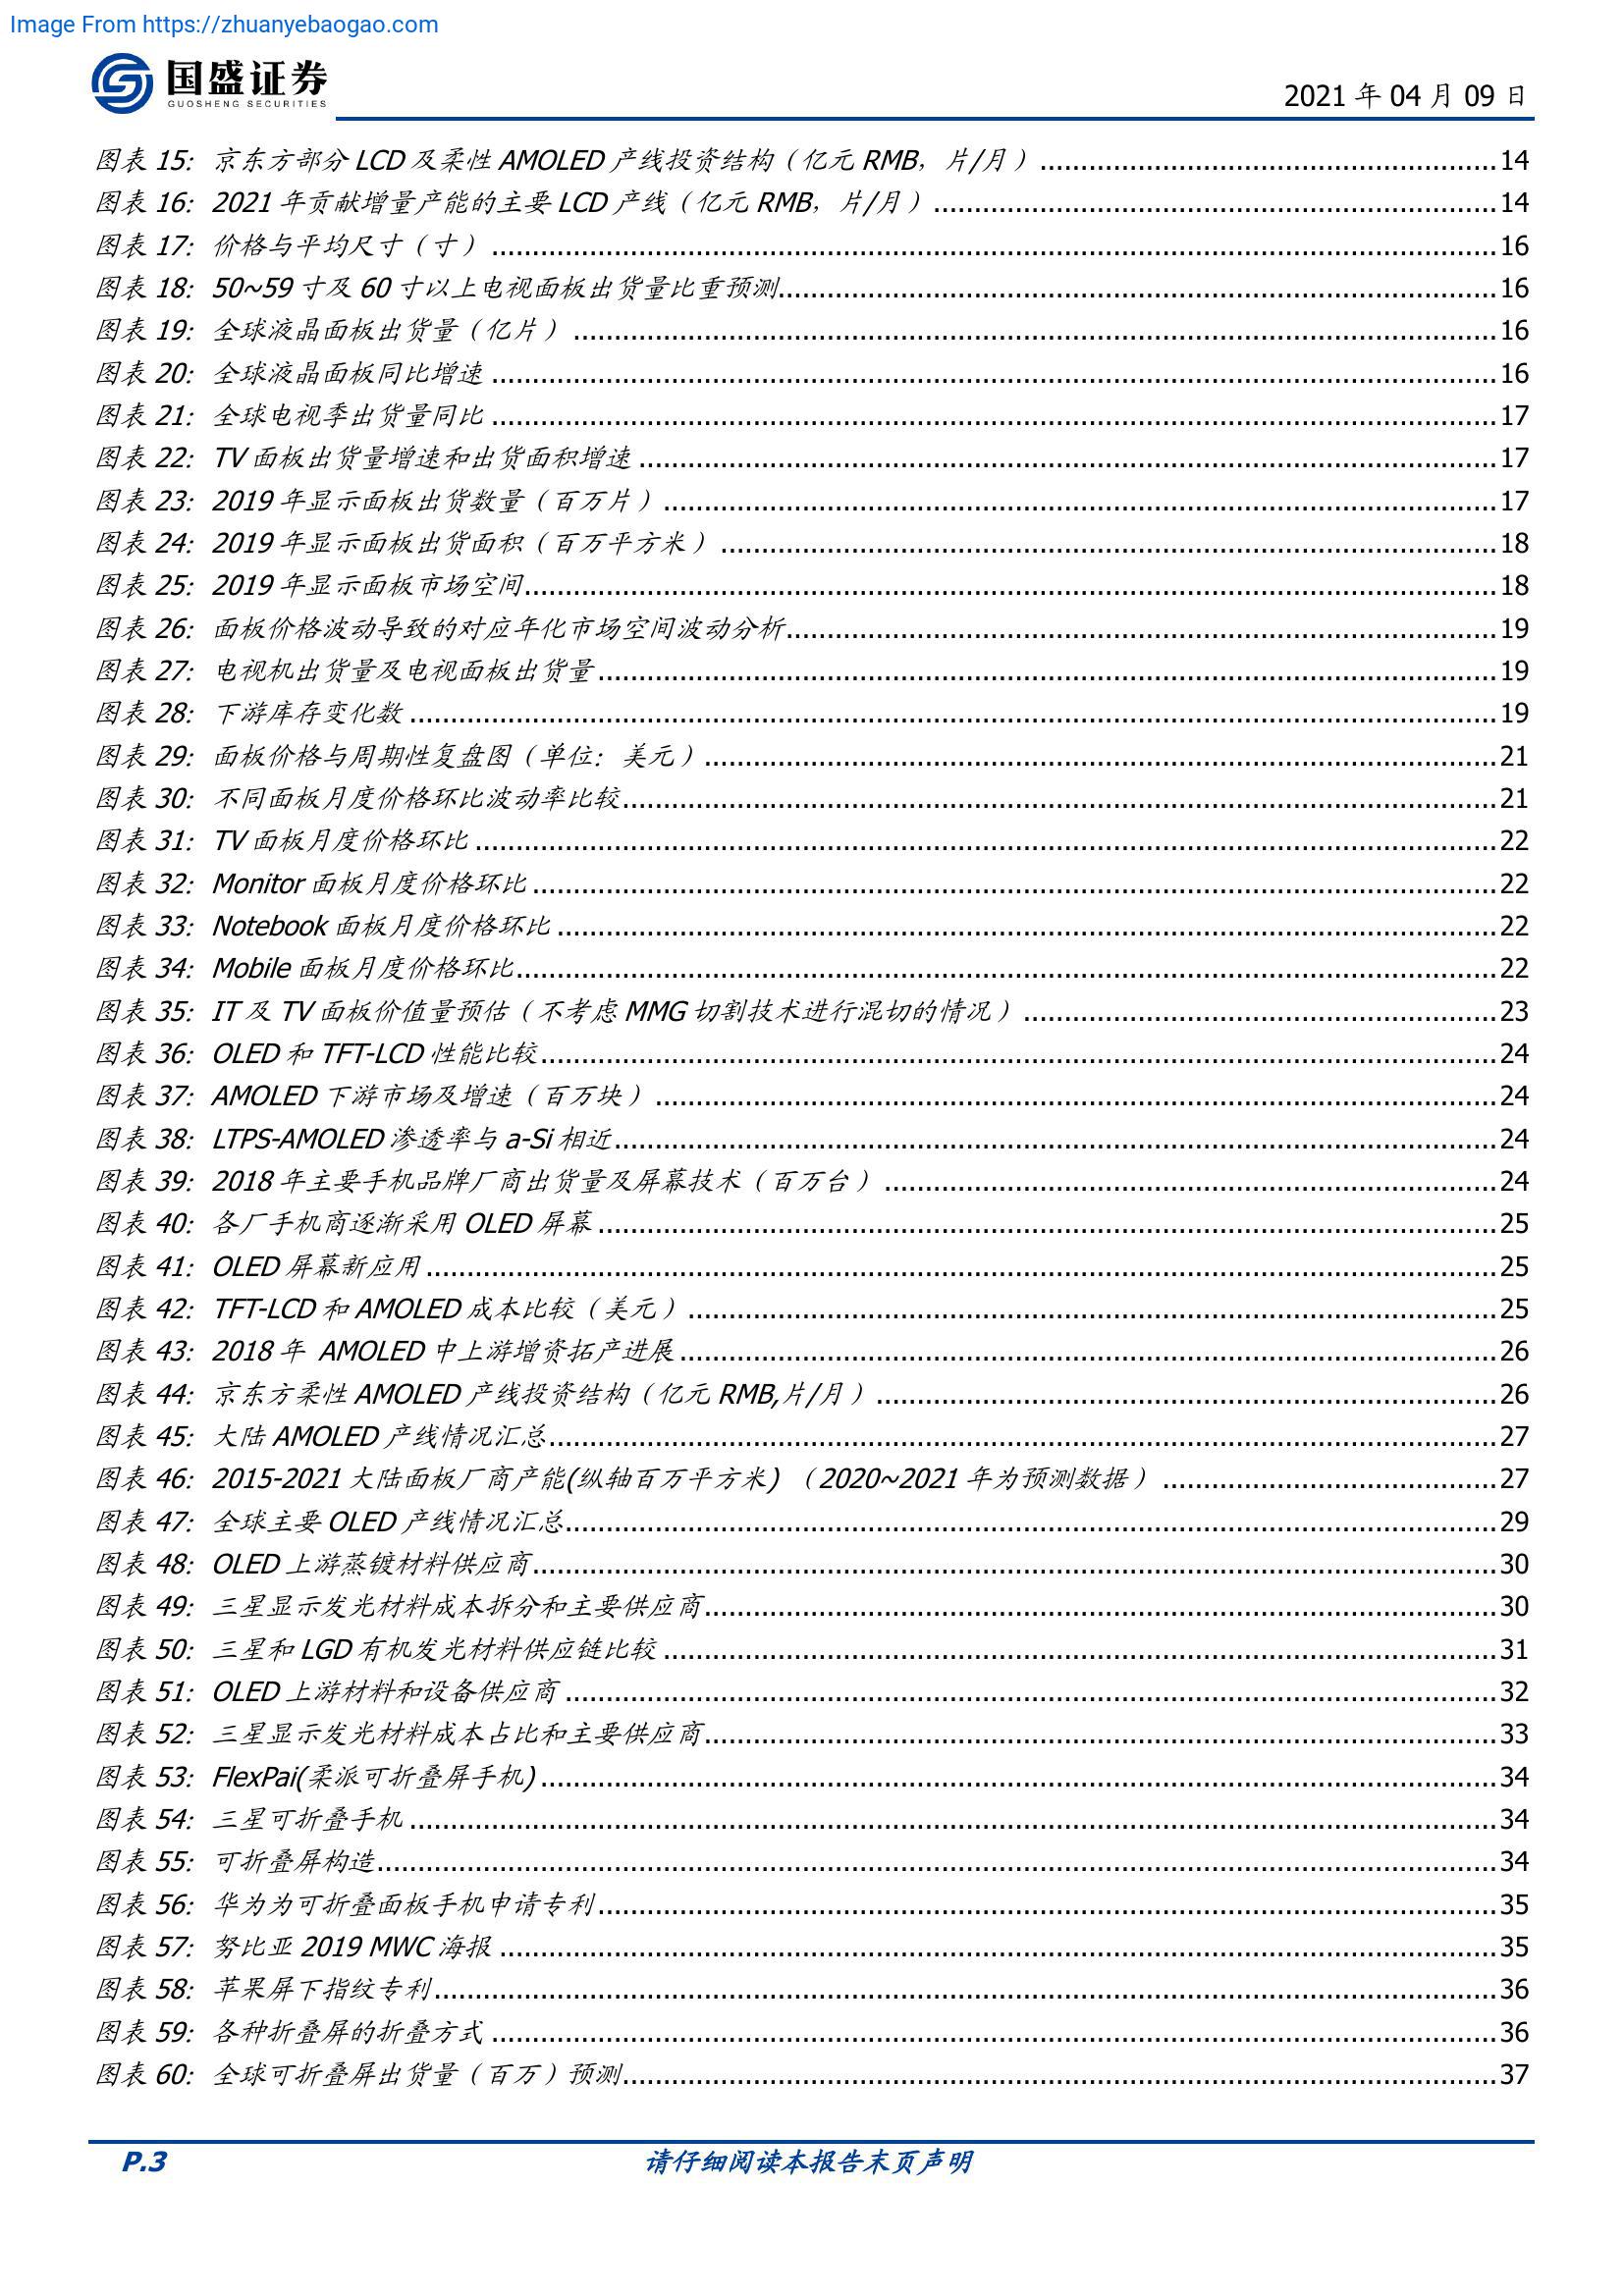 Image From https://zhuanyebaogao.com
国盛证券
GUOSHENG SECURITIES
2021 年 04 月 09 日
图表 15: 京东方部分 LCD 及柔性 AMOLED 产线投资结构（亿元 RMB，片/月）......14
图表 16: 2021 年贡献增量产能的主要 LCD 产线（亿元 RMB，片/月）......14
图表 17: 价格与平均尺寸（寸）......16
图表 18: 50~59 寸及 60 寸以上电视面板出货量比重预测......16
图表 19: 全球液晶面板出货量（亿片）......16
图表 20: 全球液晶面板同比增速......16
图表 21: 全球电视季出货量同比......17
图表 22: TV 面板出货量增速和出货面积增速......17
图表 23: 2019 年显示面板出货数量（百万片）......17
图表 24: 2019 年显示面板出货面积（百万平方米）......18
图表 25: 2019 年显示面板市场空间......18
图表 26: 面板价格波动导致的对应年化市场空间波动分析......19
图表 27: 电视机出货量及电视面板出货量......19
图表 28: 下游库存变化数......19
图表 29: 面板价格与周期性复盘图（单位：美元）......21
图表 30: 不同面板月度价格环比波动率比较......21
图表 31: TV 面板月度价格环比......22
图表 32: Monitor 面板月度价格环比......22
图表 33: Notebook 面板月度价格环比......22
图表 34: Mobile 面板月度价格环比......22
图表 35: IT 及 TV 面板价值量预估（不考虑 MMG 切割技术进行混切的情况）......23
图表 36: OLED 和 TFT-LCD 性能比较......24
图表 37: AMOLED 下游市场及增速（百万块）......24
图表 38: LTPS-AMOLED 渗透率与 a-Si 相近......24
图表 39: 2018 年主要手机品牌厂商出货量及屏幕技术（百万台）......24
图表 40: 各厂手机商逐渐采用 OLED 屏幕......25
图表 41: OLED 屏幕新应用......25
图表 42: TFT-LCD 和 AMOLED 成本比较（美元）......25
图表 43: 2018 年 AMOLED 中上游增资拓产进展......26
图表 44: 京东方柔性 AMOLED 产线投资结构（亿元 RMB,片/月）......26
图表 45: 大陆 AMOLED 产线情况汇总......27
图表 46: 2015-2021 大陆面板厂商产能(纵轴百万平方米) （2020~2021 年为预测数据）......27
图表 47: 全球主要 OLED 产线情况汇总......29
图表 48: OLED 上游蒸镀材料供应商......30
图表 49: 三星显示发光材料成本拆分和主要供应商......30
图表 50: 三星和 LGD 有机发光材料供应链比较......31
图表 51: OLED 上游材料和设备供应商......32
图表 52: 三星显示发光材料成本占比和主要供应商......33
图表 53: FlexPai(柔派可折叠屏手机)......34
图表 54: 三星可折叠手机......34
图表 55: 可折叠屏构造......34
图表 56: 华为为可折叠面板手机申请专利......35
图表 57: 努比亚 2019 MWC 海报......35
图表 58: 苹果屏下指纹专利......36
图表 59: 各种折叠屏的折叠方式......36
图表 60: 全球可折叠屏出货量（百万）预测......37
P.3
请仔细阅读本报告末页声明